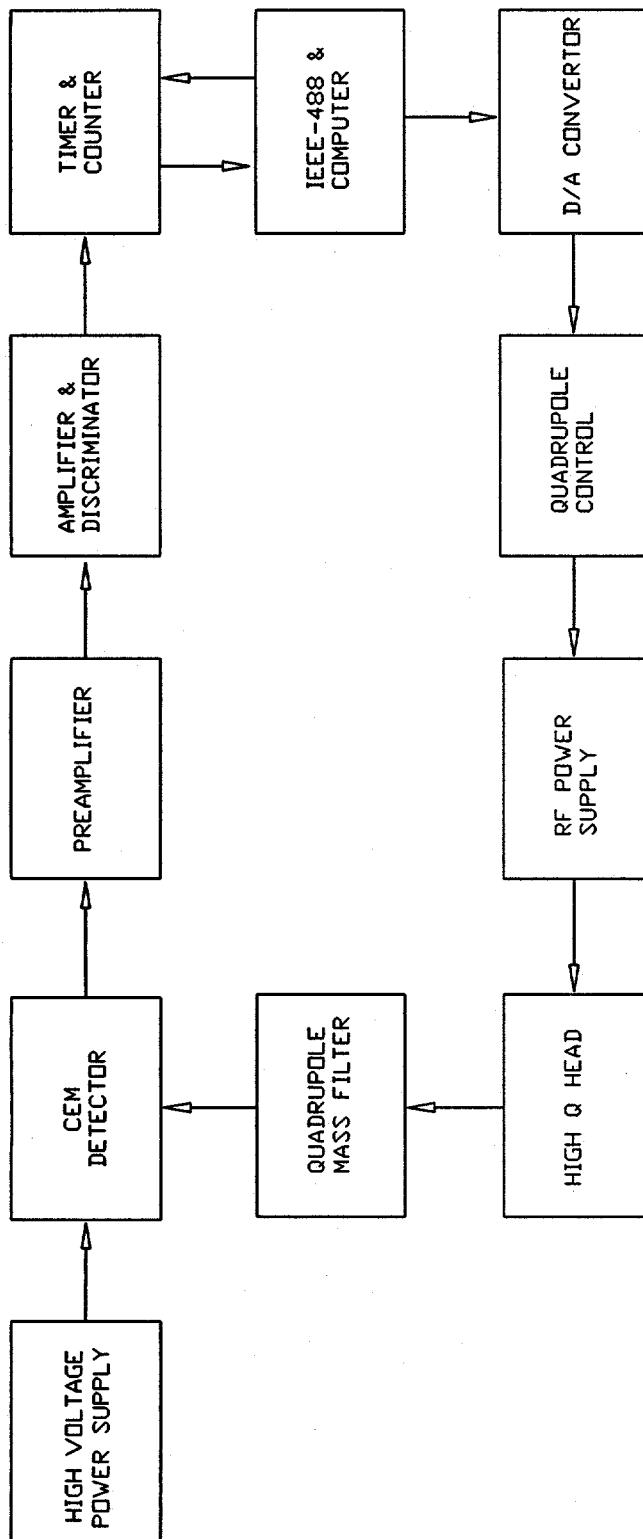 HIGH VOLTAGE
POWER SUPPLY
CEM
DETECTOR
PREAMPLIFIER
AMPLIFIER &
DISCRIMINATOR
TIMER &
COUNTER
QUADRUPOLE
MASS FILTER
IEEE-488 &
COMPUTER
HIGH Q HEAD
RF POWER
SUPPLY
QUADRUPOLE
CONTROL
D/A CONVERTOR